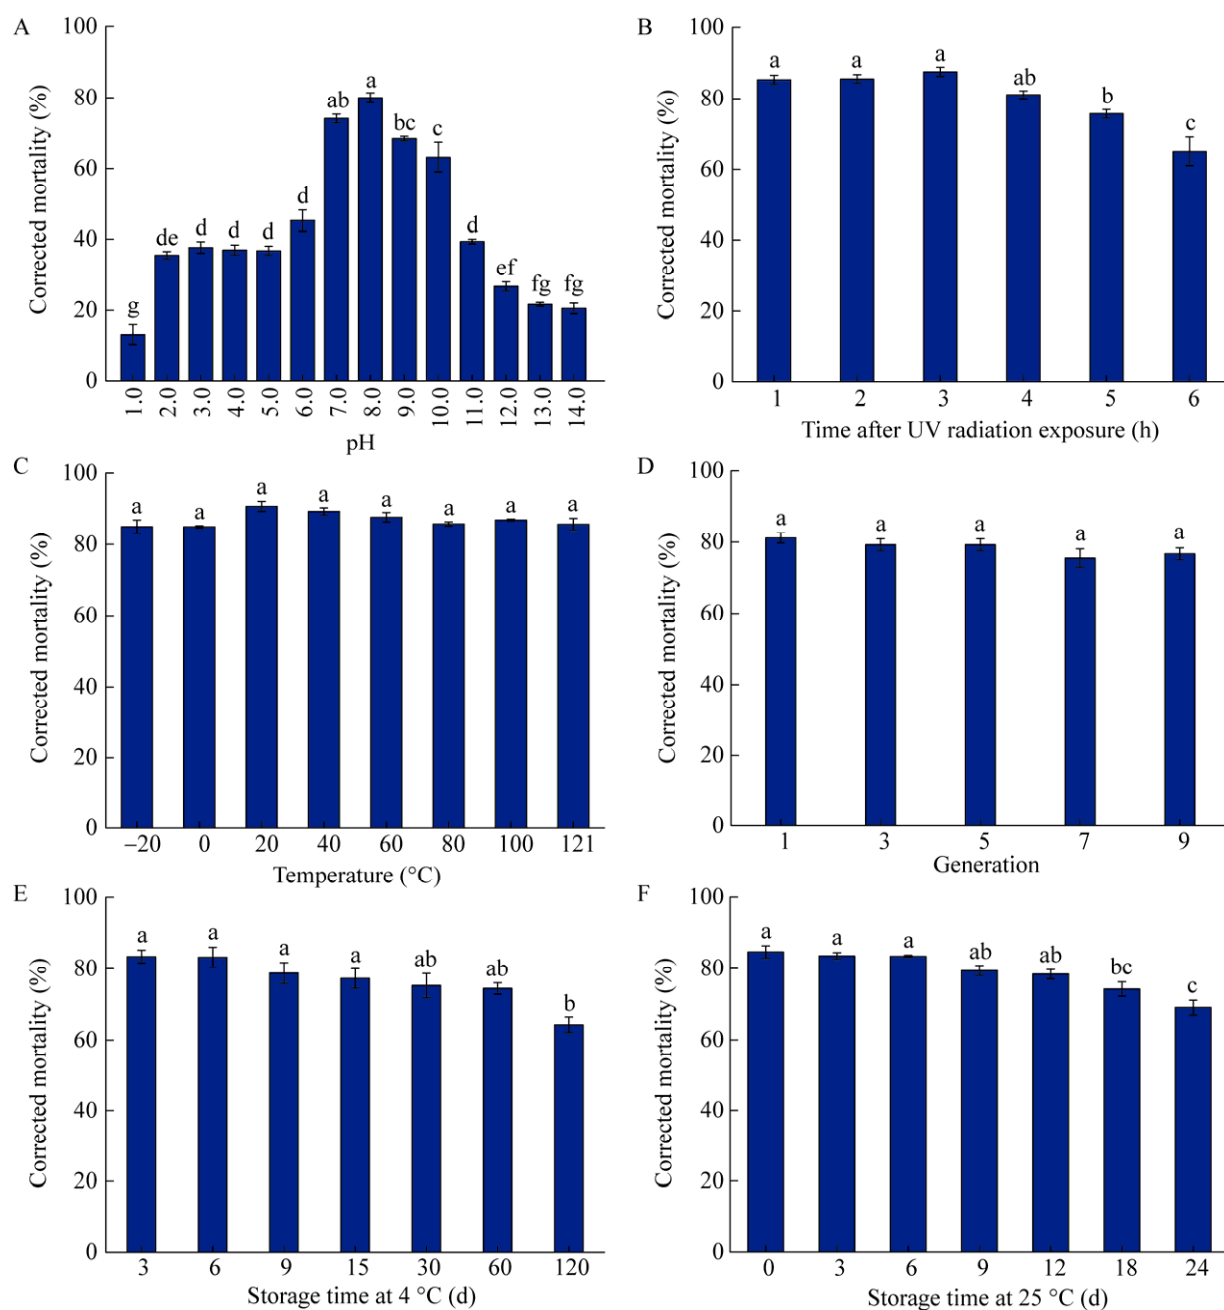 A
Corrected mortality (%)
100
80
60
40
20
0
g de d d d d ab a bc c d ef fg fg
1.0 2.0 3.0 4.0 5.0 6.0 7.0 8.0 9.0 10.0 11.0 12.0 13.0 14.0
pH
B
Corrected mortality (%)
100
80
60
40
20
0
a a a ab b c
1 2 3 4 5 6
Time after UV radiation exposure (h)
C
Corrected mortality (%)
100
80
60
40
20
0
a a a a a a a a
−20 0 20 40 60 80 100 121
Temperature (°C)
D
Corrected mortality (%)
100
80
60
40
20
0
a a a a a
1 3 5 7 9
Generation
E
Corrected mortality (%)
100
80
60
40
20
0
a a a a ab ab b
3 6 9 15 30 60 120
Storage time at 4 °C (d)
F
Corrected mortality (%)
100
80
60
40
20
0
a a a ab ab bc c
0 3 6 9 12 18 24
Storage time at 25 °C (d)